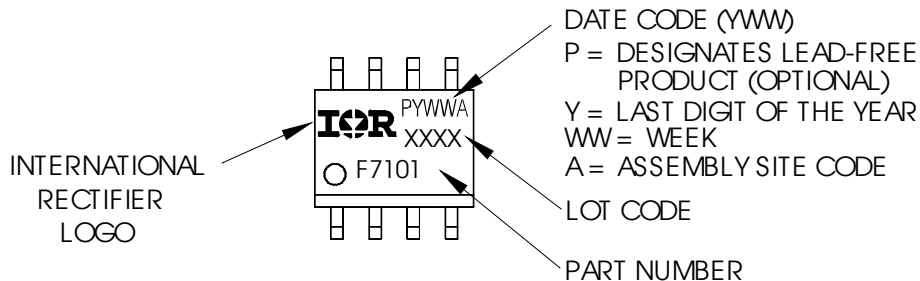 DATE CODE (YWW)
P = DESIGNATES LEAD-FREE
PRODUCT (OPTIONAL)
Y = LAST DIGIT OF THE YEAR
WW = WEEK
A = ASSEMBLY SITE CODE
LOT CODE
PART NUMBER
INTERNATIONAL
RECTIFIER
LOGO
IOR
PYWWA
XXXX
F7101